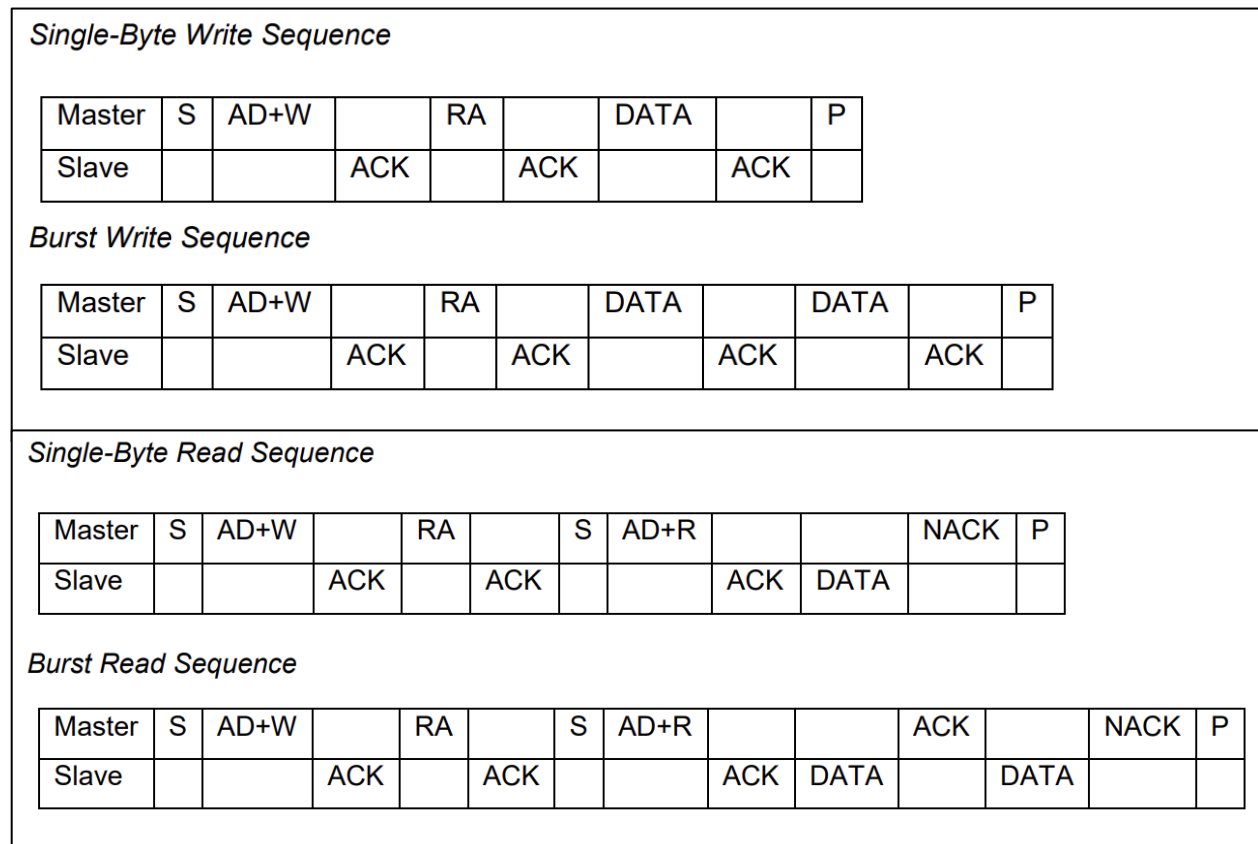 Single-Byte Write Sequence
Master S AD+W RA DATA P
Slave ACK ACK ACK
Burst Write Sequence
Master S AD+W RA DATA DATA P
Slave ACK ACK ACK ACK
Single-Byte Read Sequence
Master S AD+W RA S AD+R NACK P
Slave ACK ACK ACK DATA
Burst Read Sequence
Master S AD+W RA S AD+R ACK NACK P
Slave ACK ACK ACK DATA DATA